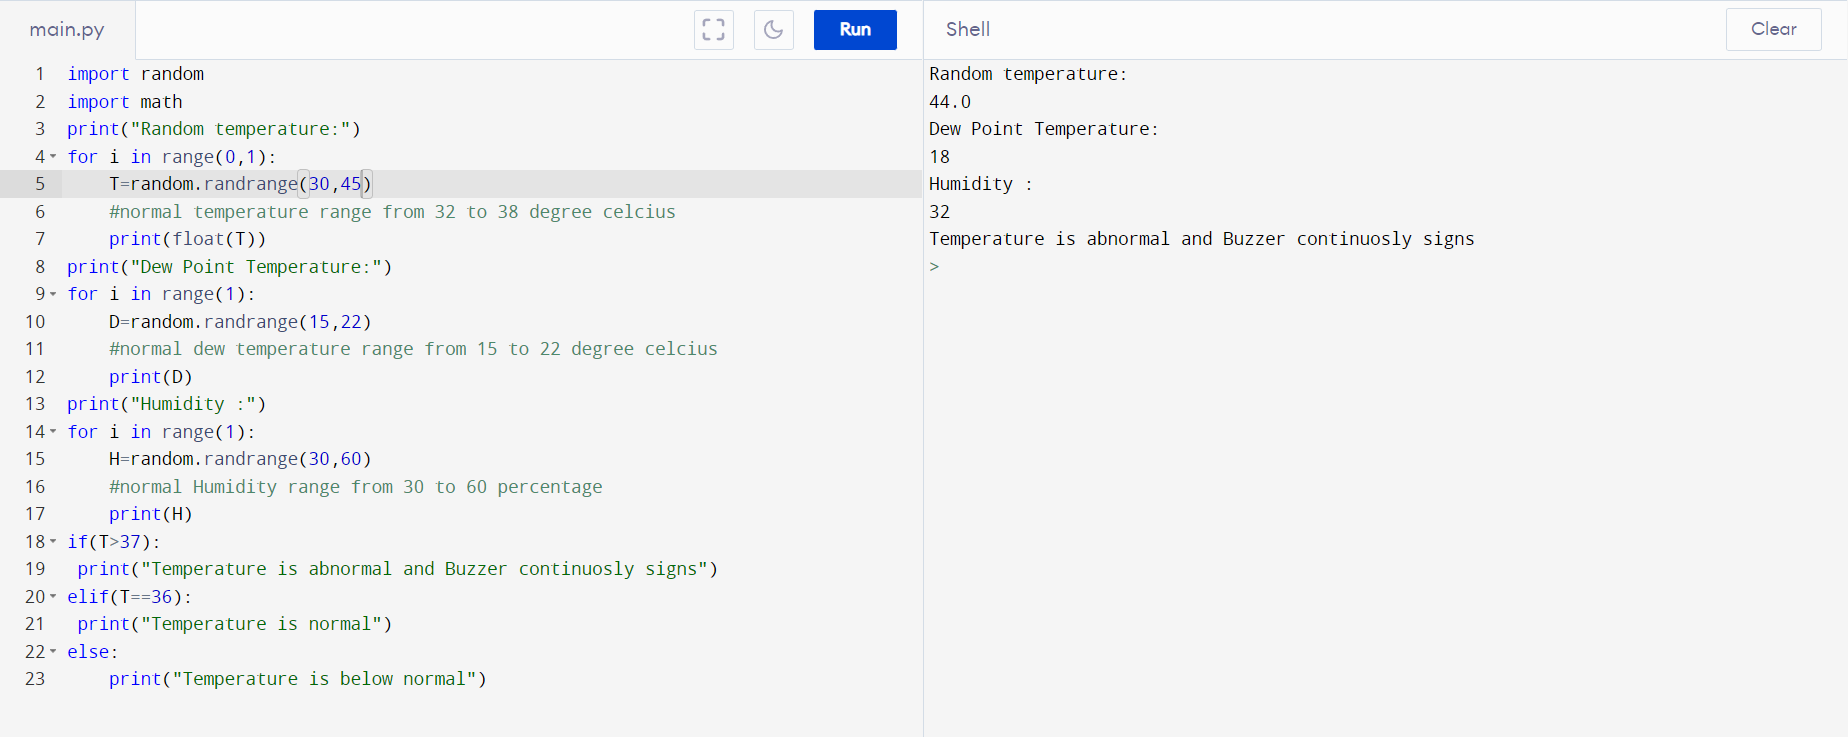 main.py
Run
Shell
Clear
1 import random
2 import math
3 print("Random temperature:")
4 for i in range(0,1):
5     T=random.randrange(30,45)
6     #normal temperature range from 32 to 38 degree celcius
7     print(float(T))
8 print("Dew Point Temperature:")
9 for i in range(1):
10     D=random.randrange(15,22)
11     #normal dew temperature range from 15 to 22 degree celcius
12     print(D)
13 print("Humidity :")
14 for i in range(1):
15     H=random.randrange(30,60)
16     #normal Humidity range from 30 to 60 percentage
17     print(H)
18 if(T>37):
19  print("Temperature is abnormal and Buzzer continuosly signs")
20 elif(T==36):
21  print("Temperature is normal")
22 else:
23     print("Temperature is below normal")
Random temperature:
44.0
Dew Point Temperature:
18
Humidity :
32
Temperature is abnormal and Buzzer continuosly signs
>